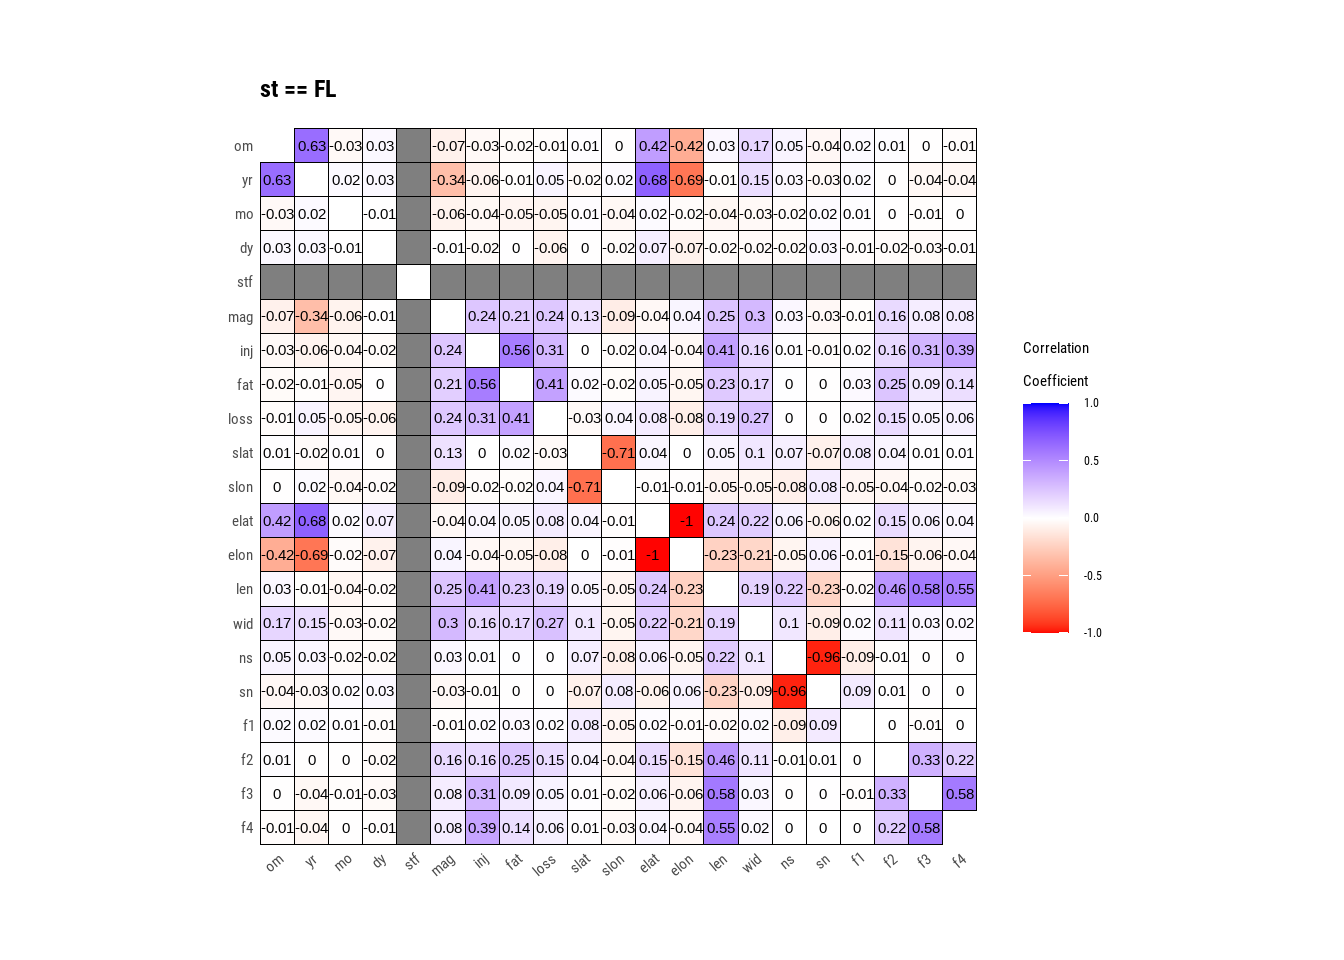 st == FL
om 0.63 -0.03 0.03 -0.07 -0.03 -0.02 -0.01 0.01 0 0.42 -0.42 0.03 0.17 0.05 -0.04 0.02 0.01 0 -0.01
yr 0.63 0.02 0.03 -0.34 -0.06 -0.01 0.05 -0.02 0.02 0.68 -0.69 -0.01 0.15 0.03 -0.03 0.02 0 -0.04 -0.04
mo -0.03 0.02 -0.01 -0.06 -0.04 -0.05 -0.05 0.01 -0.04 0.02 -0.02 -0.04 -0.03 -0.02 0.02 0.01 0 -0.01 0
dy 0.03 0.03 -0.01 -0.01 -0.02 0 -0.06 0 -0.02 0.07 -0.07 -0.02 -0.02 -0.02 0.03 -0.01 -0.02 -0.03 -0.01
stf
mag -0.07 -0.34 -0.06 -0.01 0.24 0.21 0.24 0.13 -0.09 -0.04 0.04 0.25 0.3 0.03 -0.03 -0.01 0.16 0.08 0.08
inj -0.03 -0.06 -0.04 -0.02 0.24 0.56 0.31 0 -0.02 0.04 -0.04 0.41 0.16 0.01 -0.01 0.02 0.16 0.31 0.39
Correlation
fat -0.02 -0.01 -0.05 0 0.21 0.56 0.41 0.02 -0.02 0.05 -0.05 0.23 0.17 0 0 0.03 0.25 0.09 0.14
Coefficient
loss -0.01 0.05 -0.05 -0.06 0.24 0.31 0.41 -0.03 0.04 0.08 -0.08 0.19 0.27 0 0 0.02 0.15 0.05 0.06
1.0
slat 0.01 -0.02 0.01 0 0.13 0 0.02 -0.03 -0.71 0.04 0 0.05 0.1 0.07 -0.07 0.08 0.04 0.01 0.01
0.5
slon 0 0.02 -0.04 -0.02 -0.09 -0.02 -0.02 0.04 -0.71 -0.01 -0.01 -0.05 -0.05 -0.08 0.08 -0.05 -0.04 -0.02 -0.03
elat 0.42 0.68 0.02 0.07 -0.04 0.04 0.05 0.08 0.04 -0.01 -1 0.24 0.22 0.06 -0.06 0.02 0.15 0.06 0.04
0.0
elon -0.42 -0.69 -0.02 -0.07 0.04 -0.04 -0.05 -0.08 0 -0.01 -1 -0.23 -0.21 -0.05 0.06 -0.01 -0.15 -0.06 -0.04
-0.5
len 0.03 -0.01 -0.04 -0.02 0.25 0.41 0.23 0.19 0.05 -0.05 0.24 -0.23 0.19 0.22 -0.23 -0.02 0.46 0.58 0.55
wid 0.17 0.15 -0.03 -0.02 0.3 0.16 0.17 0.27 0.1 -0.05 0.22 -0.21 0.19 0.1 -0.09 0.02 0.11 0.03 0.02
-1.0
ns 0.05 0.03 -0.02 -0.02 0.03 0.01 0 0 0.07 -0.08 0.06 -0.05 0.22 0.1 -0.96 -0.09 -0.01 0 0
sn -0.04 -0.03 0.02 0.03 -0.03 -0.01 0 0 -0.07 0.08 -0.06 0.06 -0.23 -0.09 -0.96 0.09 0.01 0 0
f1 0.02 0.02 0.01 -0.01 -0.01 0.02 0.03 0.02 0.08 -0.05 0.02 -0.01 -0.02 0.02 -0.09 0.09 0 -0.01 0
f2 0.01 0 0 -0.02 0.16 0.16 0.25 0.15 0.04 -0.04 0.15 -0.15 0.46 0.11 -0.01 0.01 0 0.33 0.22
f3 0 -0.04 -0.01 -0.03 0.08 0.31 0.09 0.05 0.01 -0.02 0.06 -0.06 0.58 0.03 0 0 -0.01 0.33 0.58
f4 -0.01 -0.04 0 -0.01 0.08 0.39 0.14 0.06 0.01 -0.03 0.04 -0.04 0.55 0.02 0 0 0 0.22 0.58
om yr mo dy stf mag inj fat loss slat slon elat elon len wid ns sn f1 f2 f3 f4